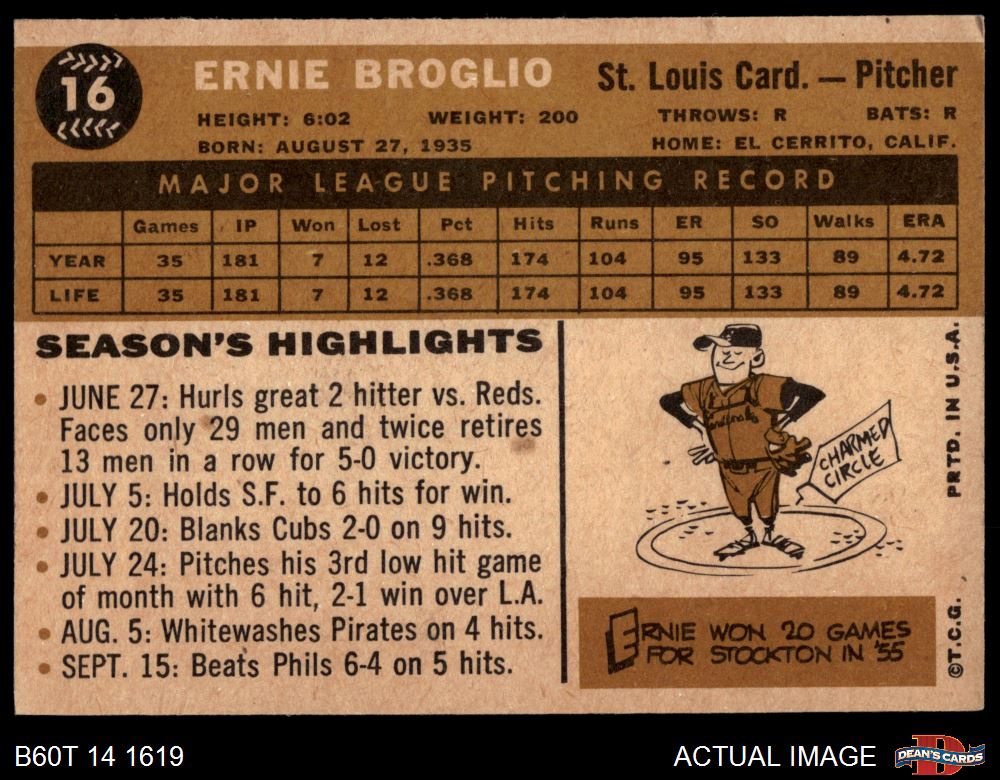 16
ERNIE BROGLIO
St. Louis Card. — Pitcher
HEIGHT: 6:02 WEIGHT: 200 THROWS: R BATS: R
BORN: AUGUST 27, 1935 HOME: EL CERRITO, CALIF.
MAJOR LEAGUE PITCHING RECORD
Games IP Won Lost Pct Hits Runs ER SO Walks ERA
YEAR 35 181 7 12 .368 174 104 95 133 89 4.72
LIFE 35 181 7 12 .368 174 104 95 133 89 4.72
SEASON'S HIGHLIGHTS
• JUNE 27: Hurls great 2 hitter vs. Reds.
Faces only 29 men and twice retires
13 men in a row for 5-0 victory.
• JULY 5: Holds S.F. to 6 hits for win.
• JULY 20: Blanks Cubs 2-0 on 9 hits.
• JULY 24: Pitches his 3rd low hit game
of month with 6 hit, 2-1 win over L.A.
• AUG. 5: Whitewashes Pirates on 4 hits.
• SEPT. 15: Beats Phils 6-4 on 5 hits.
Cardinals
CHARMED
CIRCLE
ERNIE WON 20 GAMES
FOR STOCKTON IN '55
©T.C.G. PRTD. IN U.S.A.
B60T 14 1619
ACTUAL IMAGE
DEAN'S CARDS